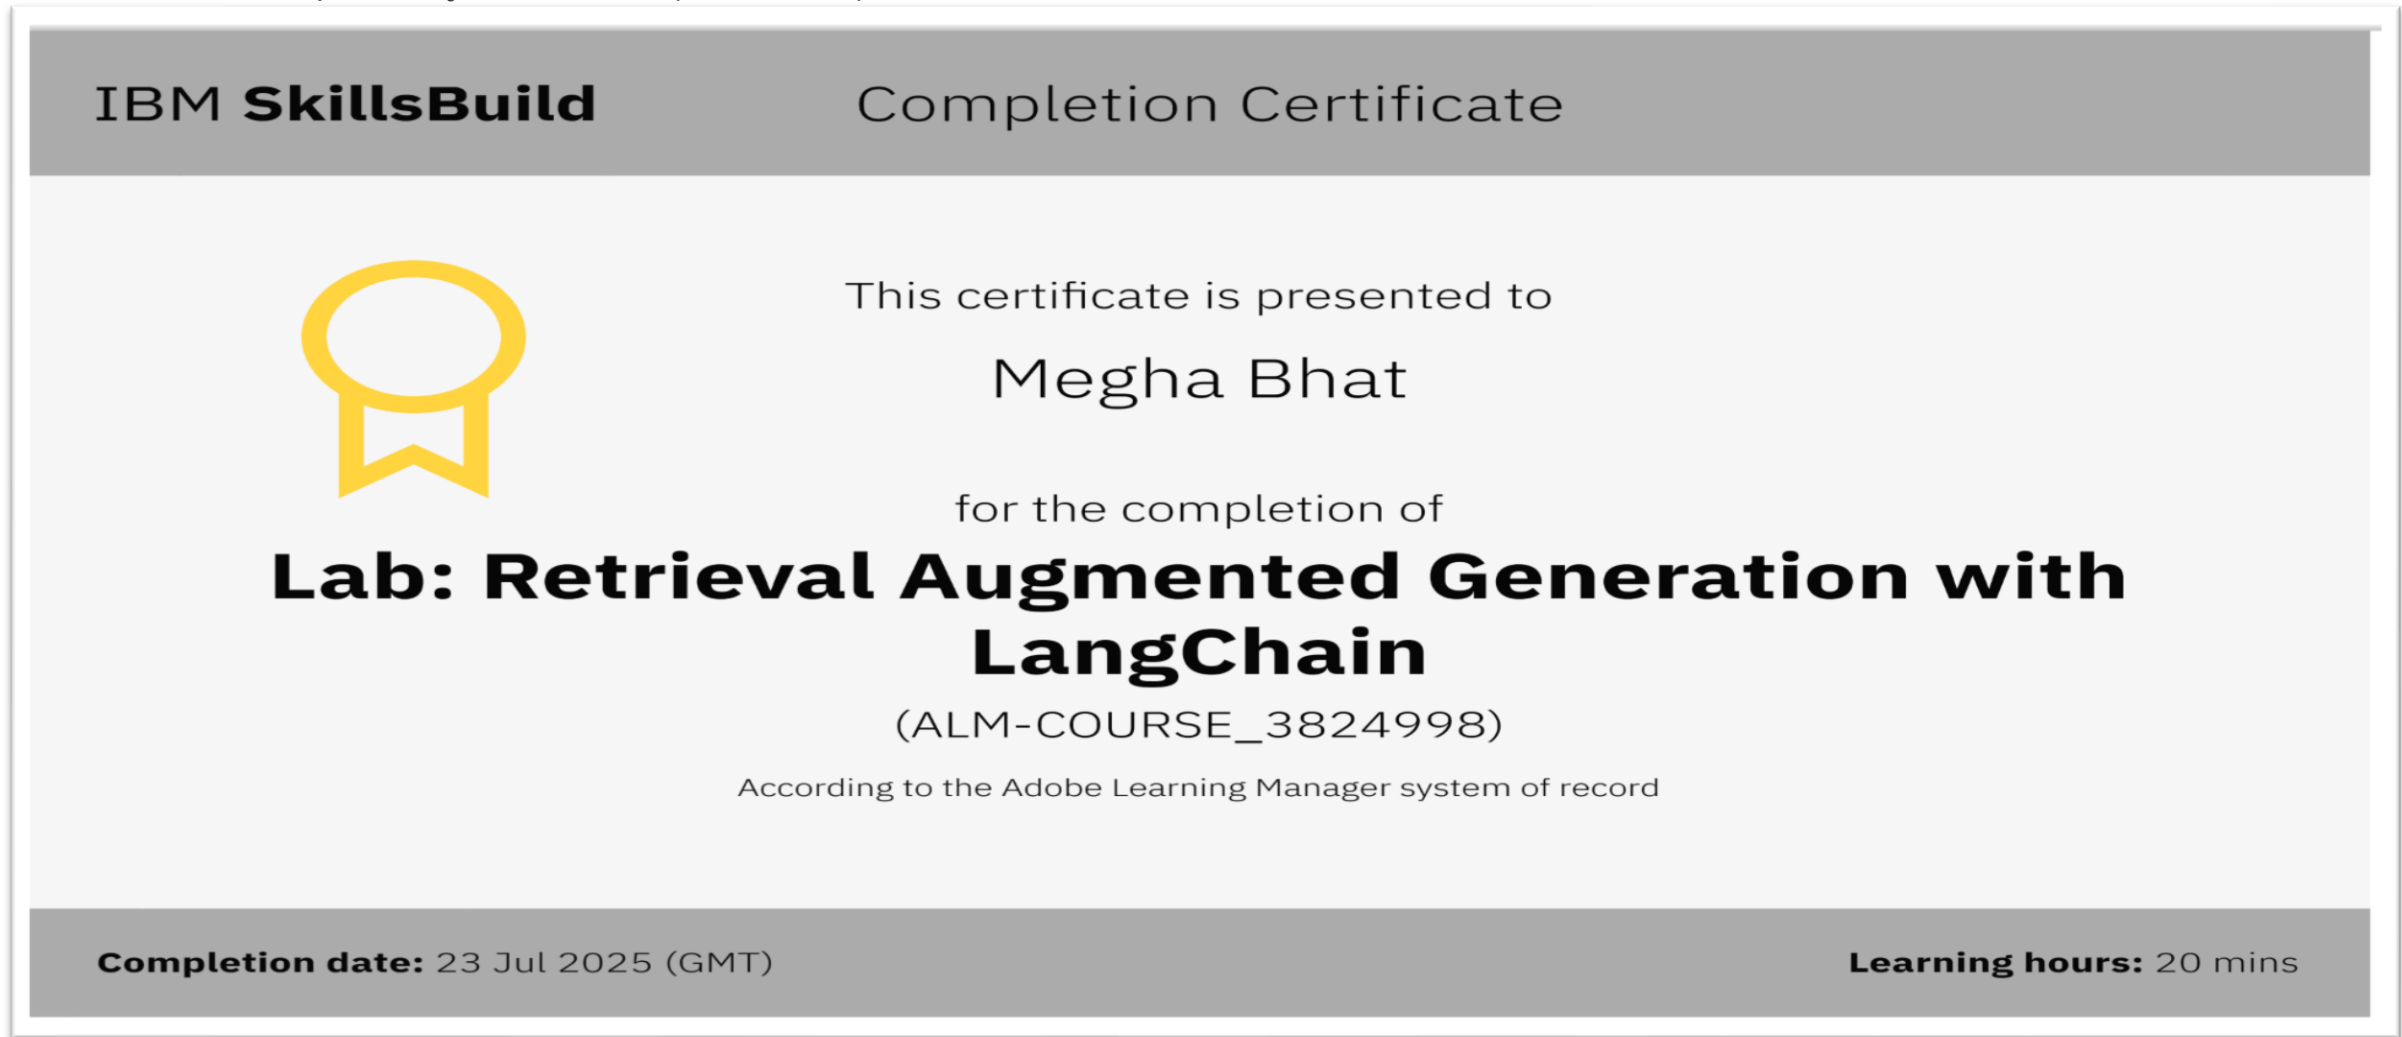 IBM SkillsBuild
Completion Certificate
This certificate is presented to
Megha Bhat
for the completion of
Lab: Retrieval Augmented Generation with
LangChain
(ALM-COURSE_3824998)
According to the Adobe Learning Manager system of record
Completion date: 23 Jul 2025 (GMT)
Learning hours: 20 mins